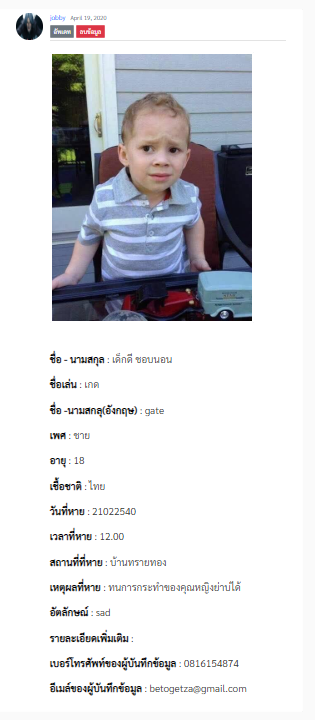 jobby April 19, 2020
อัพเดท ลบข้อมูล
ชื่อ - นามสกุล : เด็กดี ชอบนอน
ชื่อเล่น : เกด
ชื่อ -นามสกลุ(อังกฤษ) : gate
เพศ : ชาย
อายุ : 18
เชื้อชาติ : ไทย
วันที่หาย : 21022540
เวลาที่หาย : 12.00
สถานที่ที่หาย : บ้านทรายทอง
เหตุผลที่หาย : ทนการกระทำของคุณหญิงย่าบ่ได้
อัตลักษณ์ : sad
รายละเอียดเพิ่มเติม :
เบอร์โทรศัพท์ของผู้บันทึกข้อมูล : 0816154874
อีเมล์ของผู้บันทึกข้อมูล : betogetza@gmail.com